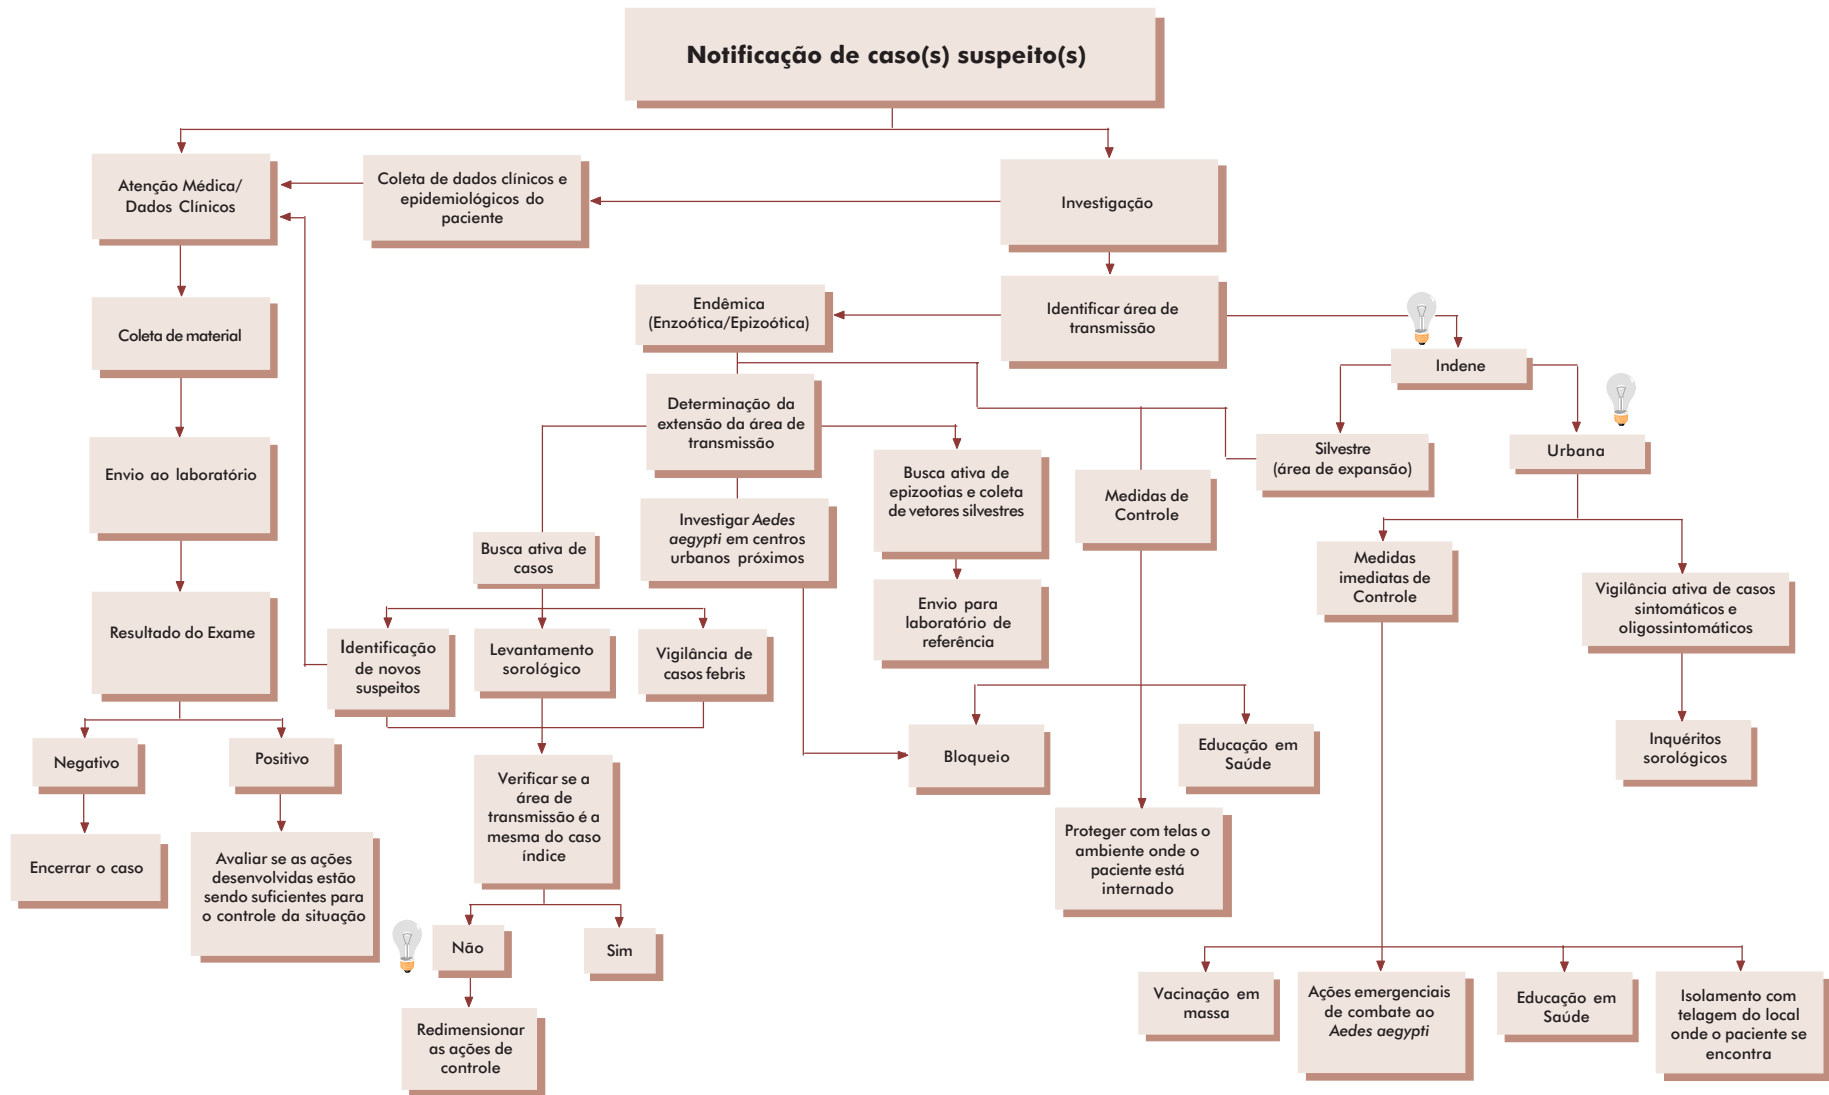 Notificação de caso(s) suspeito(s)
Atenção Médica/
Dados Clínicos
Coleta de dados clínicos e
epidemiológicos do
paciente
Investigação
Coleta de material
Endêmica
(Enzoótica/Epizoótica)
Identificar área de
transmissão
Indene
Determinação da
extensão da área de
transmissão
Silvestre
(área de expansão)
Urbana
Envio ao laboratório
Busca ativa de
epizootias e coleta
de vetores silvestres
Medidas de
Controle
Investigar Aedes
aegypti em centros
urbanos próximos
Busca ativa de
casos
Medidas
imediatas de
Controle
Vigilância ativa de casos
sintomáticos e
oligossintomáticos
Envio para
laboratório de
referência
Resultado do Exame
Identificação
de novos
suspeitos
Levantamento
sorológico
Vigilância de
casos febris
Negativo
Positivo
Bloqueio
Educação em
Saúde
Inquéritos
sorológicos
Verificar se a
área de
transmissão é a
mesma do caso
índice
Encerrar o caso
Avaliar se as ações
desenvolvidas estão
sendo suficientes para
o controle da situação
Proteger com telas o
ambiente onde o
paciente está
internado
Não
Sim
Redimensionar
as ações de
controle
Vacinação em
massa
Ações emergenciais
de combate ao
Aedes aegypti
Educação em
Saúde
Isolamento com
telagem do local
onde o paciente se
encontra